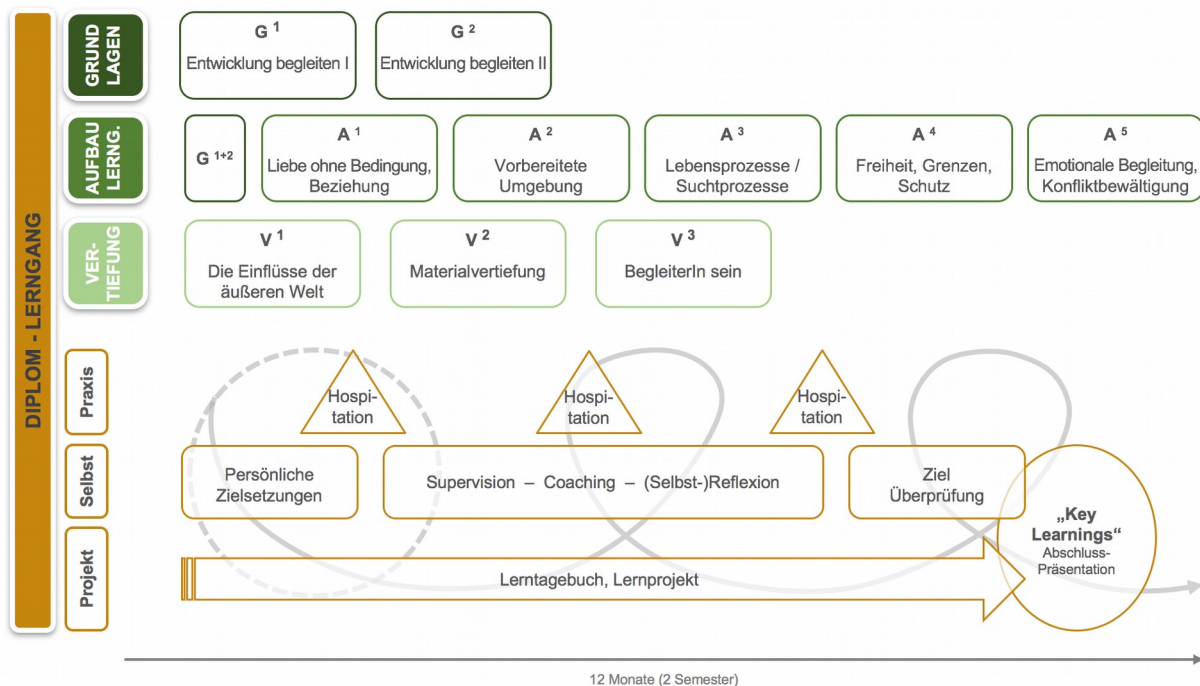 DIPLOM - LERNGANG
GRUND
LAGEN
G 1
Entwicklung begleiten I
G 2
Entwicklung begleiten II
AUFBAU
LERNG.
G 1+2
A 1
Liebe ohne Bedingung,
Beziehung
A 2
Vorbereitete
Umgebung
A 3
Lebensprozesse /
Suchtprozesse
A 4
Freiheit, Grenzen,
Schutz
A 5
Emotionale Begleitung,
Konfliktbewältigung
VER-
TIEFUNG
V 1
Die Einflüsse der
äußeren Welt
V 2
Materialvertiefung
V 3
BegleiterIn sein
Praxis
Hospi-
tation
Hospi-
tation
Hospi-
tation
Selbst
Persönliche
Zielsetzungen
Supervision – Coaching – (Selbst-)Reflexion
Ziel
Überprüfung
Projekt
Lerntagebuch, Lernprojekt
„Key
Learnings“
Abschluss-
Präsentation
12 Monate (2 Semester)